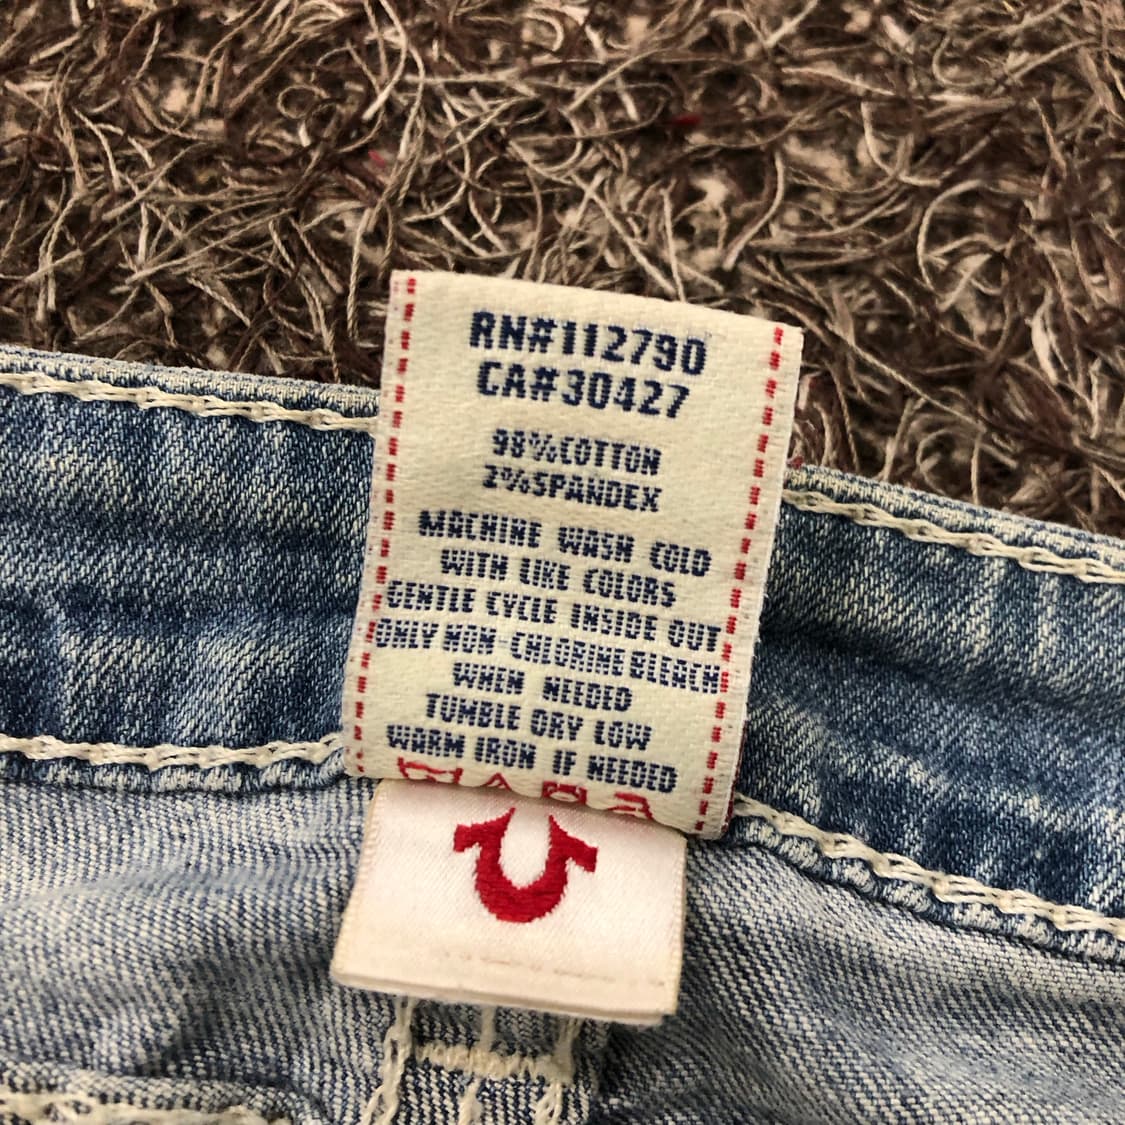 RN#112790
CA#30427
98%COTTON
2%SPANDEX
MACHINE WASH COLD
WITH LIKE COLORS
GENTLE CYCLE INSIDE OUT
ONLY NON-CHLORINE BLEACH
WHEN NEEDED
TUMBLE DRY LOW
WARM IRON IF NEEDED